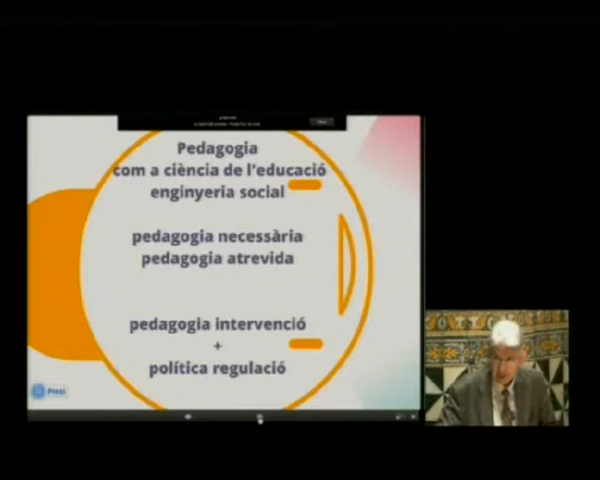 Pedagogia
com a ciència de l'educació
enginyeria social
pedagogia necessària
pedagogia atrevida
pedagogia intervenció
+
política regulació
Prezi